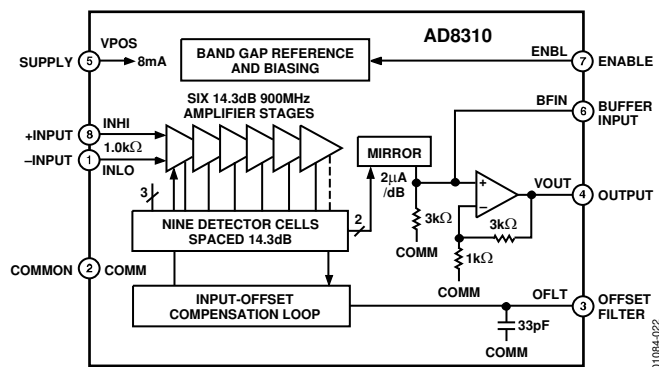 AD8310
SUPPLY
5
VPOS
8mA
BAND GAP REFERENCE
AND BIASING
ENBL
7
ENABLE
SIX 14.3dB 900MHz
AMPLIFIER STAGES
BFIN
6
BUFFER
INPUT
+INPUT
8
INHI
1.0kΩ
–INPUT
1
INLO
MIRROR
2μA
/dB
+
–
VOUT
4
OUTPUT
3
2
3kΩ
COMM
3kΩ
1kΩ
COMM
NINE DETECTOR CELLS
SPACED 14.3dB
COMMON
2
COMM
INPUT-OFFSET
COMPENSATION LOOP
OFLT
3
OFFSET
FILTER
33pF
COMM
01084-022